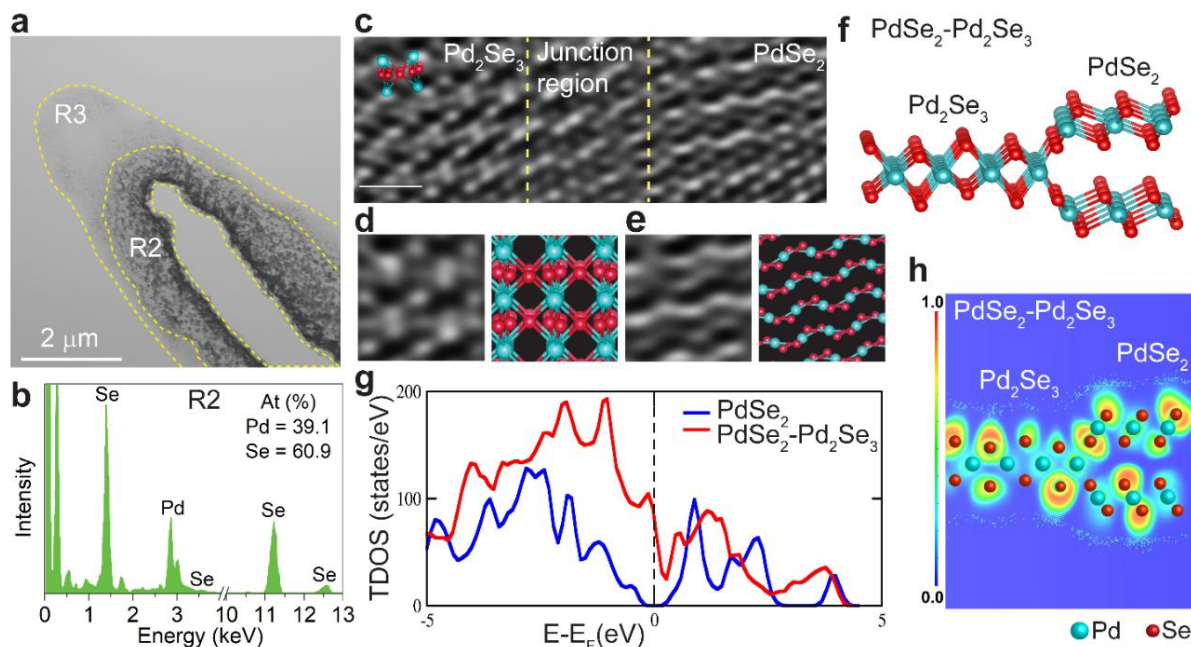 a
R3
R2
2 μm
b
R2
At (%)
Pd = 39.1
Se = 60.9
Se
Pd
Se
Se
Se
Intensity
0 1 2 3 10 11 12 13
Energy (keV)
c
Pd₂Se₃
Junction
region
PdSe₂
d
e
f
PdSe₂-Pd₂Se₃
Pd₂Se₃
PdSe₂
g
TDOS (states/eV)
200
100
0
PdSe₂
PdSe₂-Pd₂Se₃
-5 0 5
E-E_F(eV)
h
1.0
PdSe₂-Pd₂Se₃
PdSe₂
Pd₂Se₃
0.0
Pd Se